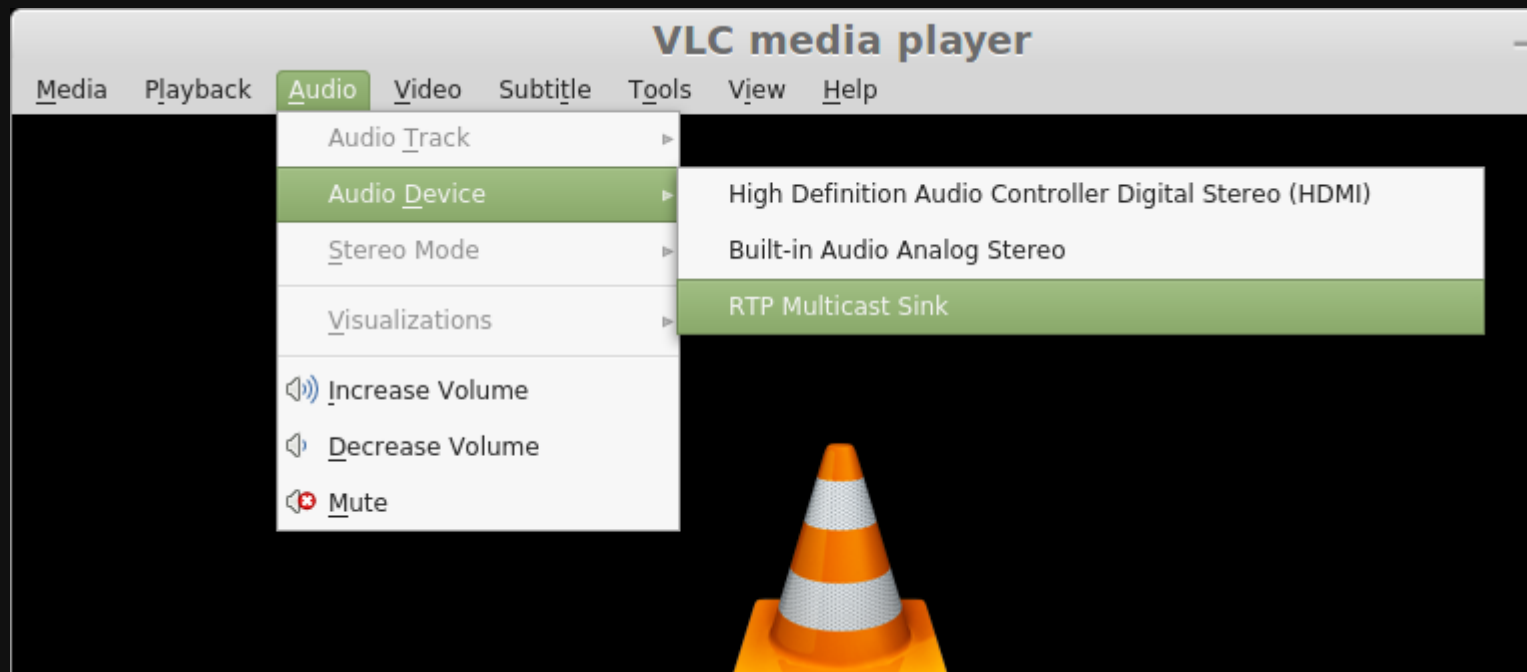 VLC media player
Media Playback Audio Video Subtitle Tools View Help
Audio Track
Audio Device
Stereo Mode
Visualizations
Increase Volume
Decrease Volume
Mute
High Definition Audio Controller Digital Stereo (HDMI)
Built-in Audio Analog Stereo
RTP Multicast Sink